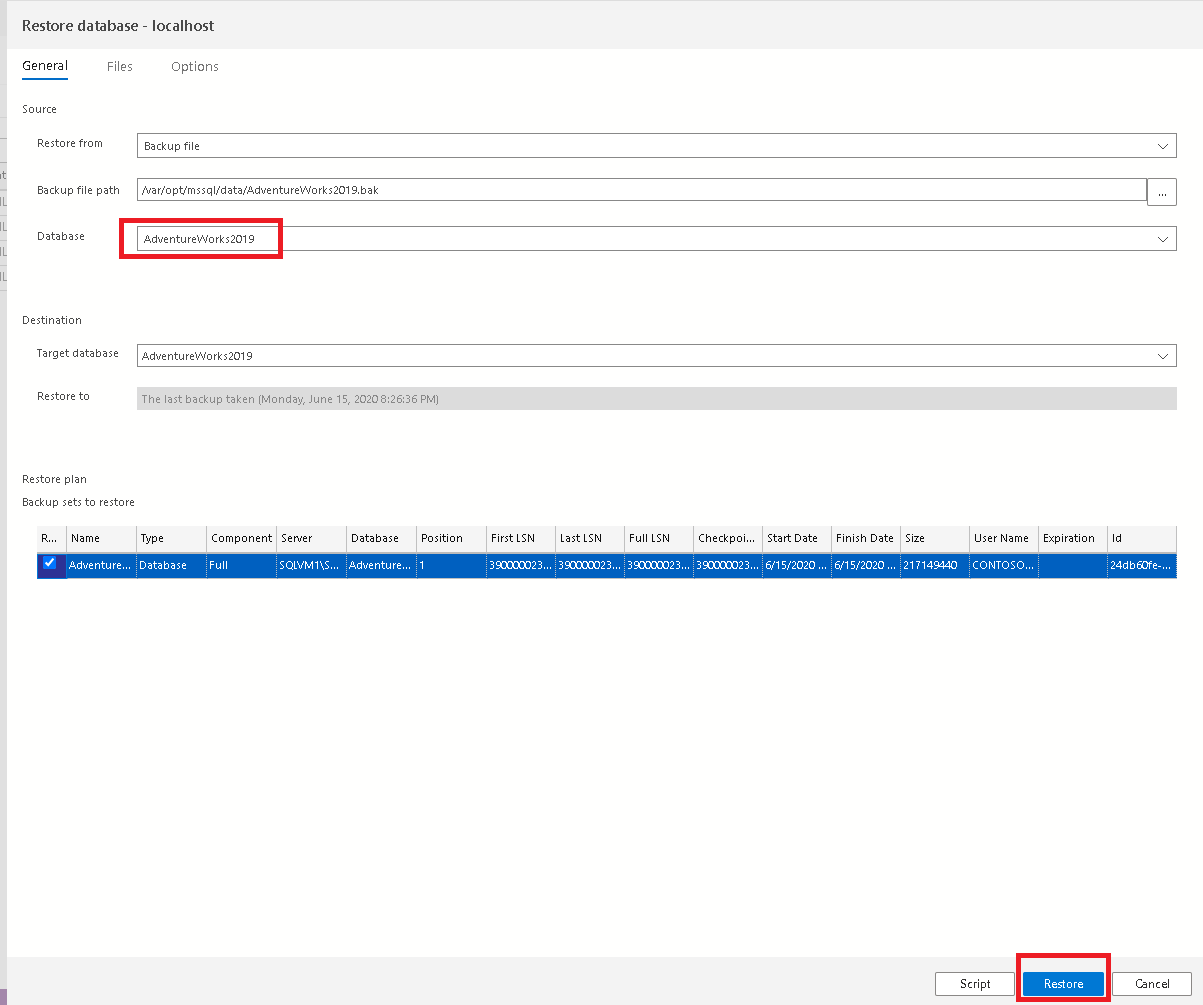 Restore database - localhost
General Files Options
Source
Restore from Backup file
Backup file path /var/opt/mssql/data/AdventureWorks2019.bak ...
Database AdventureWorks2019
Destination
Target database AdventureWorks2019
Restore to The last backup taken (Monday, June 15, 2020 8:26:36 PM)
Restore plan
Backup sets to restore
R... Name Type Component Server Database Position First LSN Last LSN Full LSN Checkpoi... Start Date Finish Date Size User Name Expiration Id
Adventure... Database Full SQLVM1\S... Adventure... 1 390000023... 390000023... 390000023... 390000023... 6/15/2020 ... 6/15/2020 ... 217149440 CONTOSO... 24db60fe-...
Script Restore Cancel